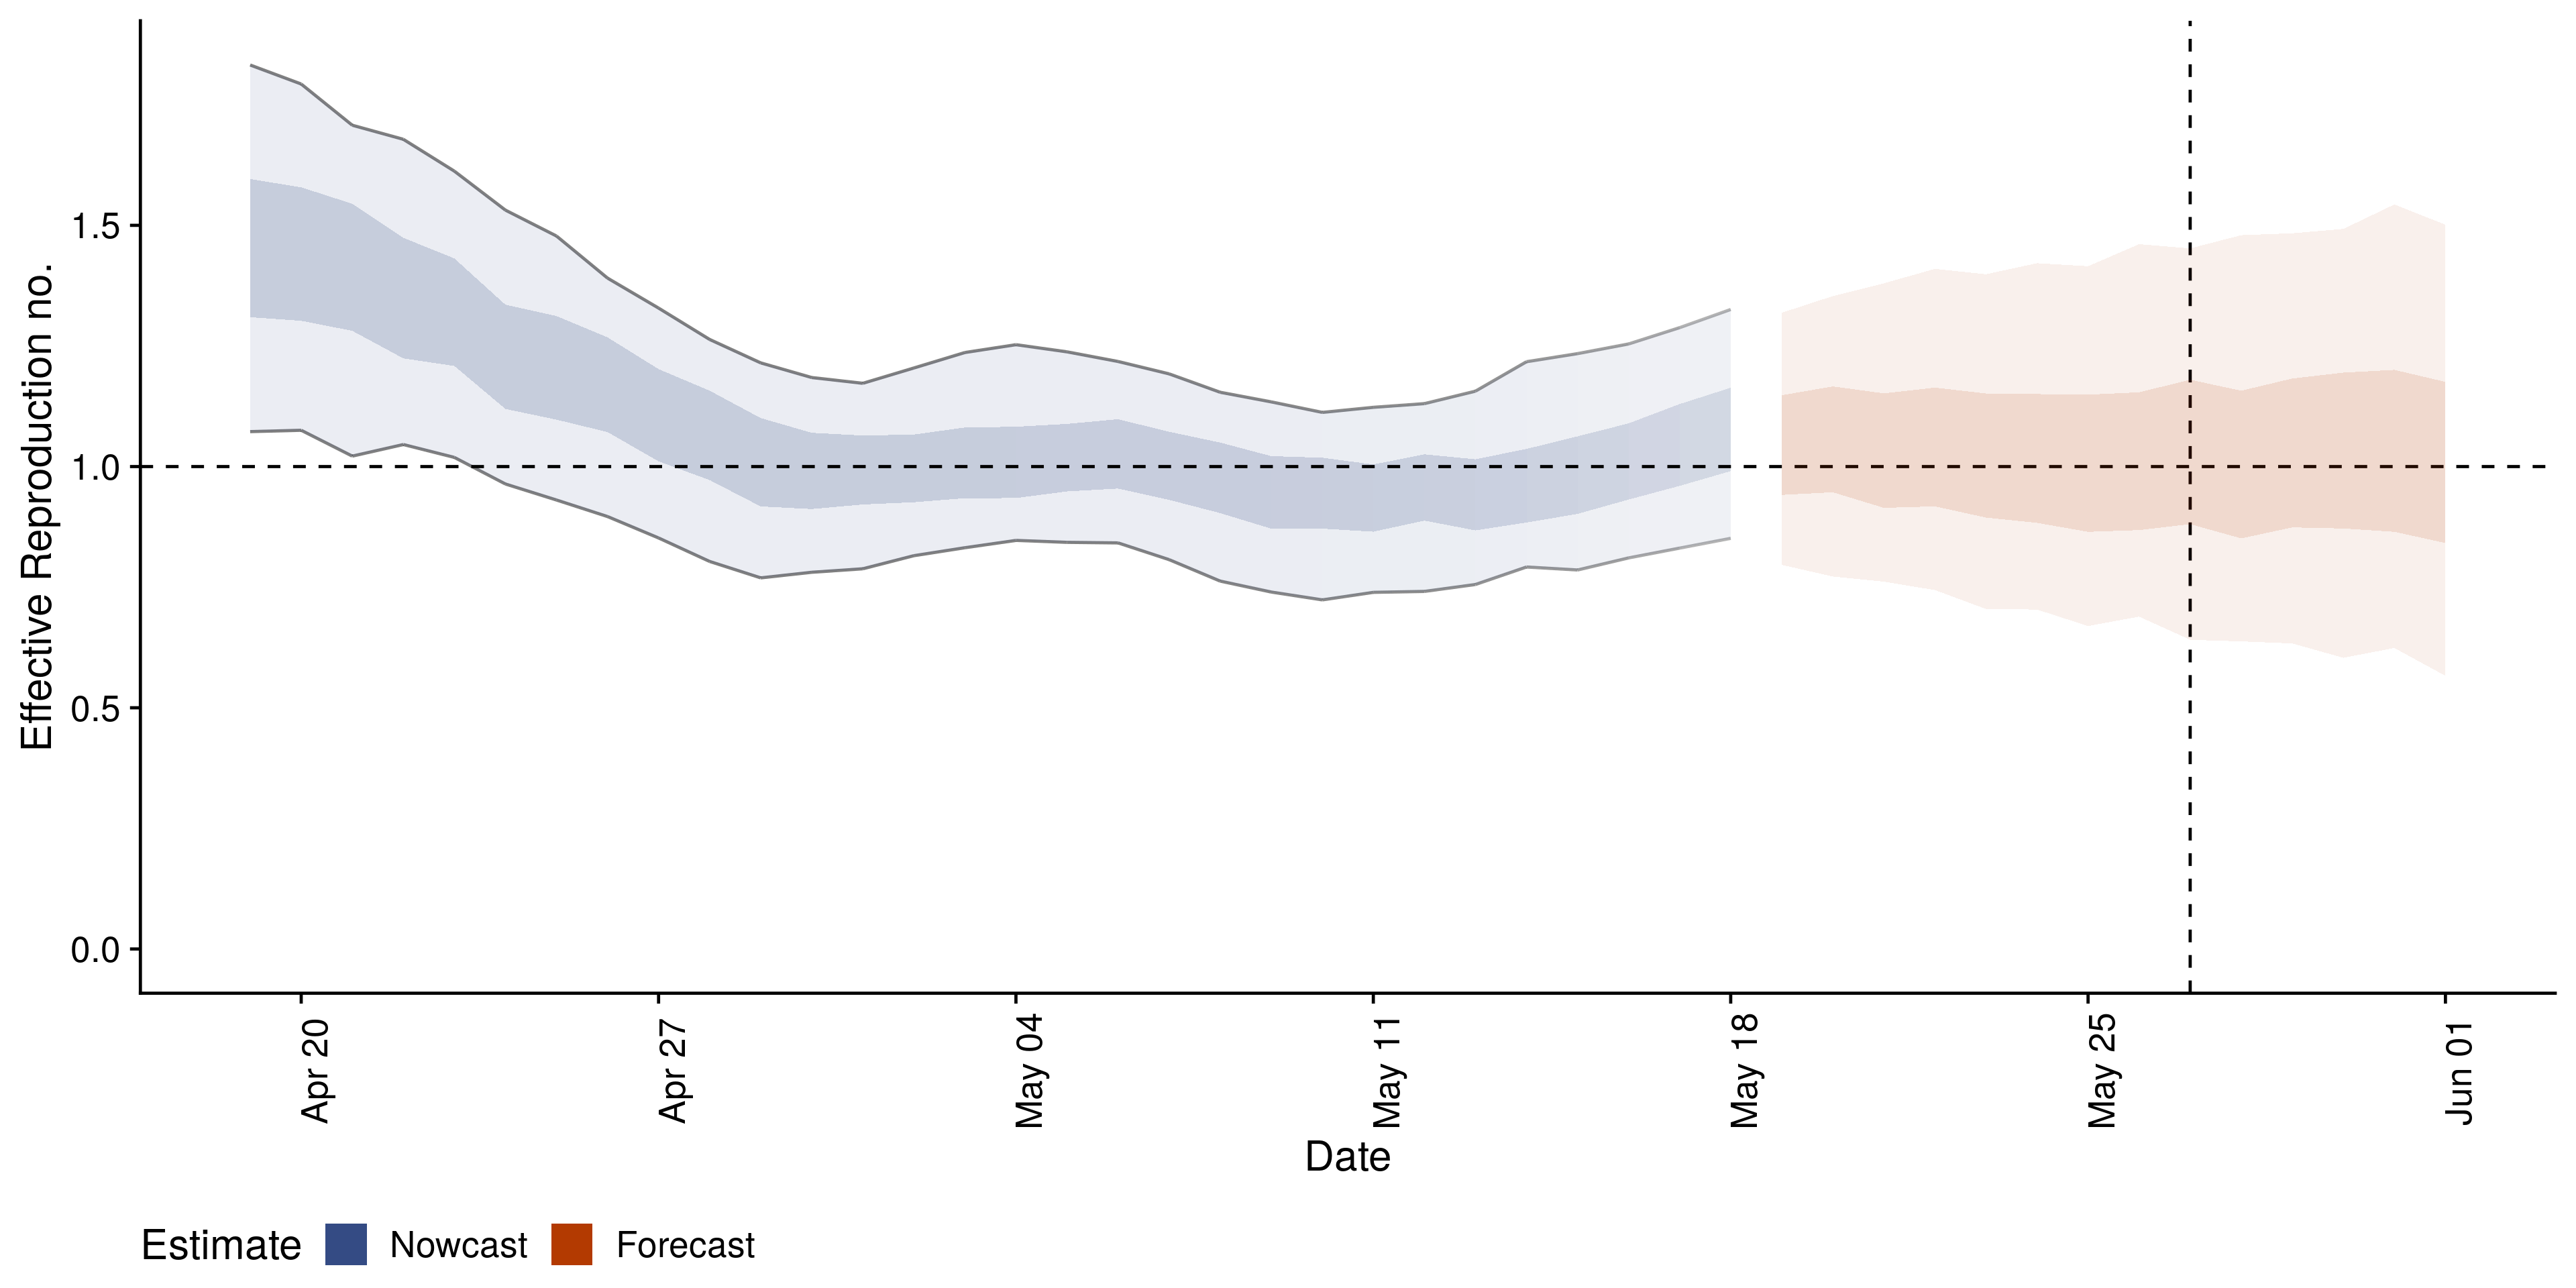 Effective Reproduction no.
1.5
1.0
0.5
0.0
Apr 20
Apr 27
May 04
May 11
May 18
May 25
Jun 01
Date
Estimate Nowcast Forecast